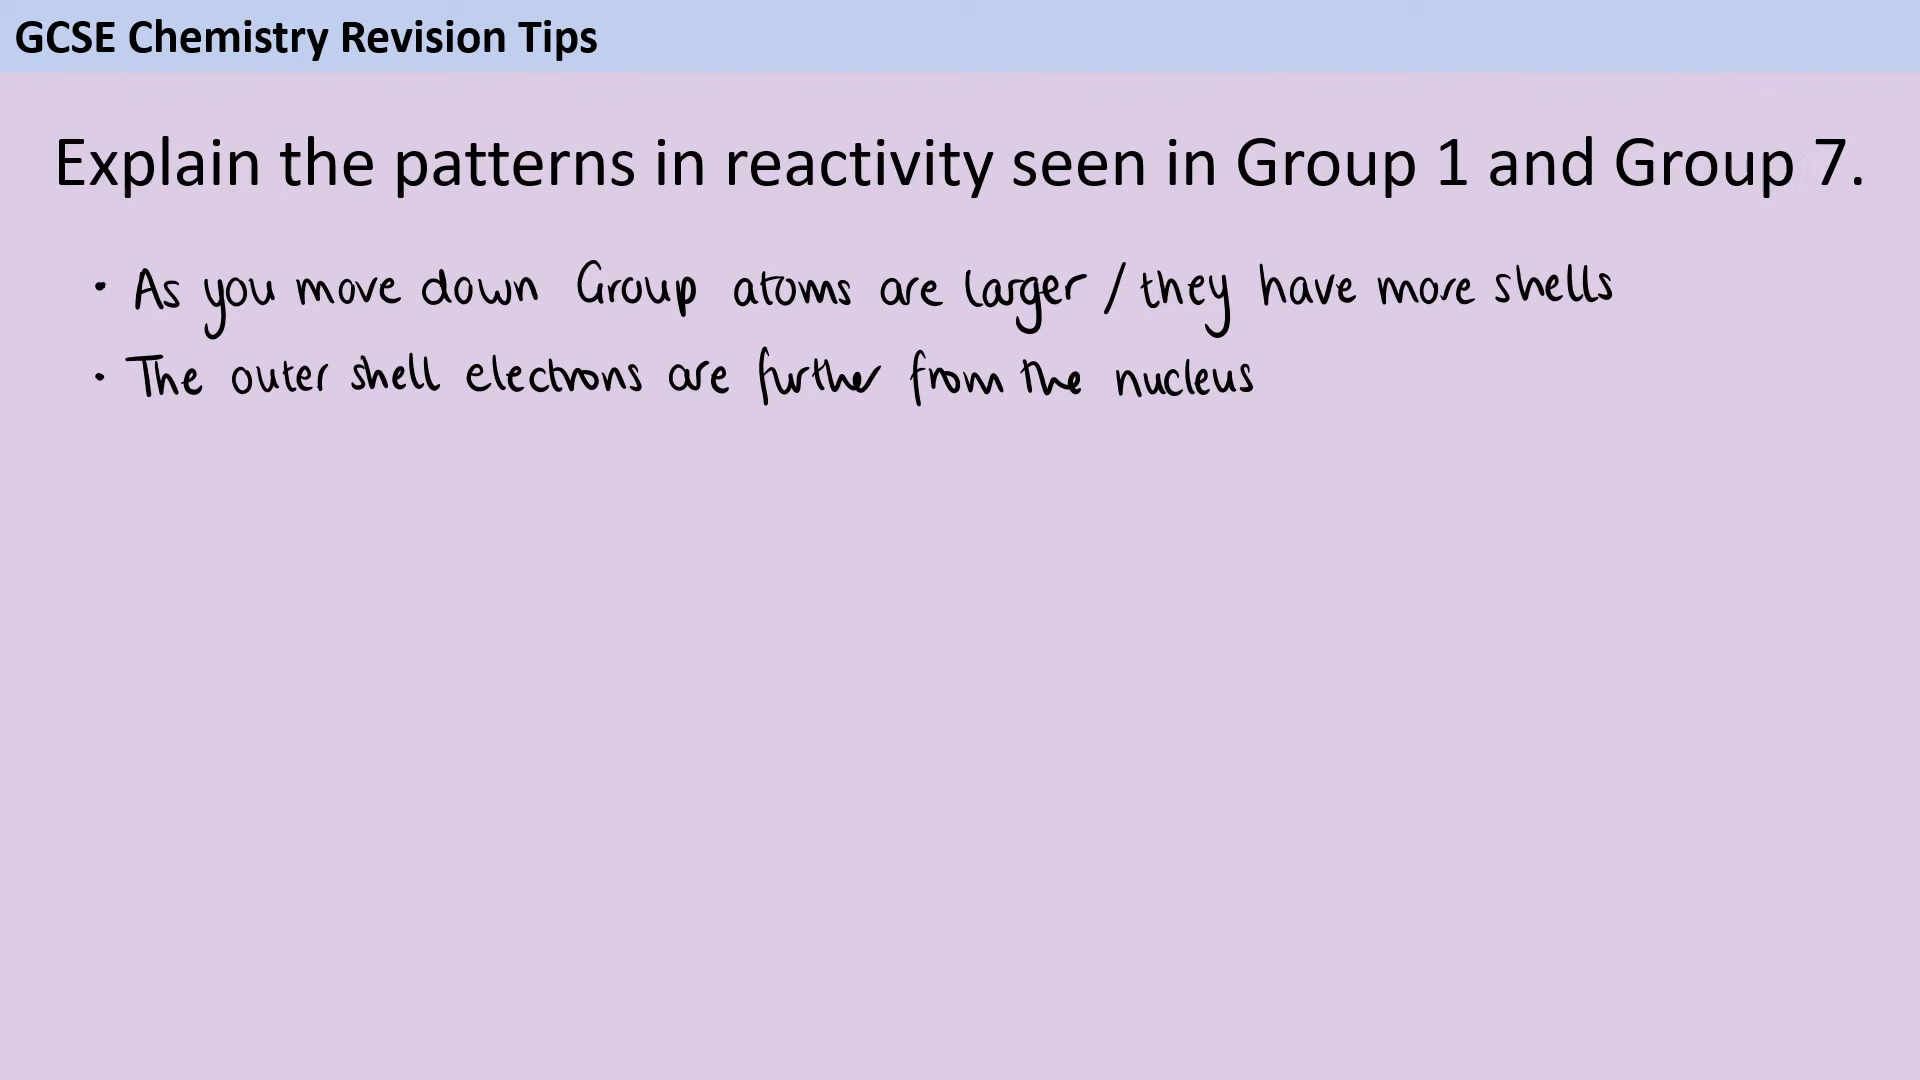 GCSE Chemistry Revision Tips
Explain the patterns in reactivity seen in Group 1 and Group 7.
• As you move down Group atoms are larger / they have more shells
• The outer shell electrons are further from the nucleus